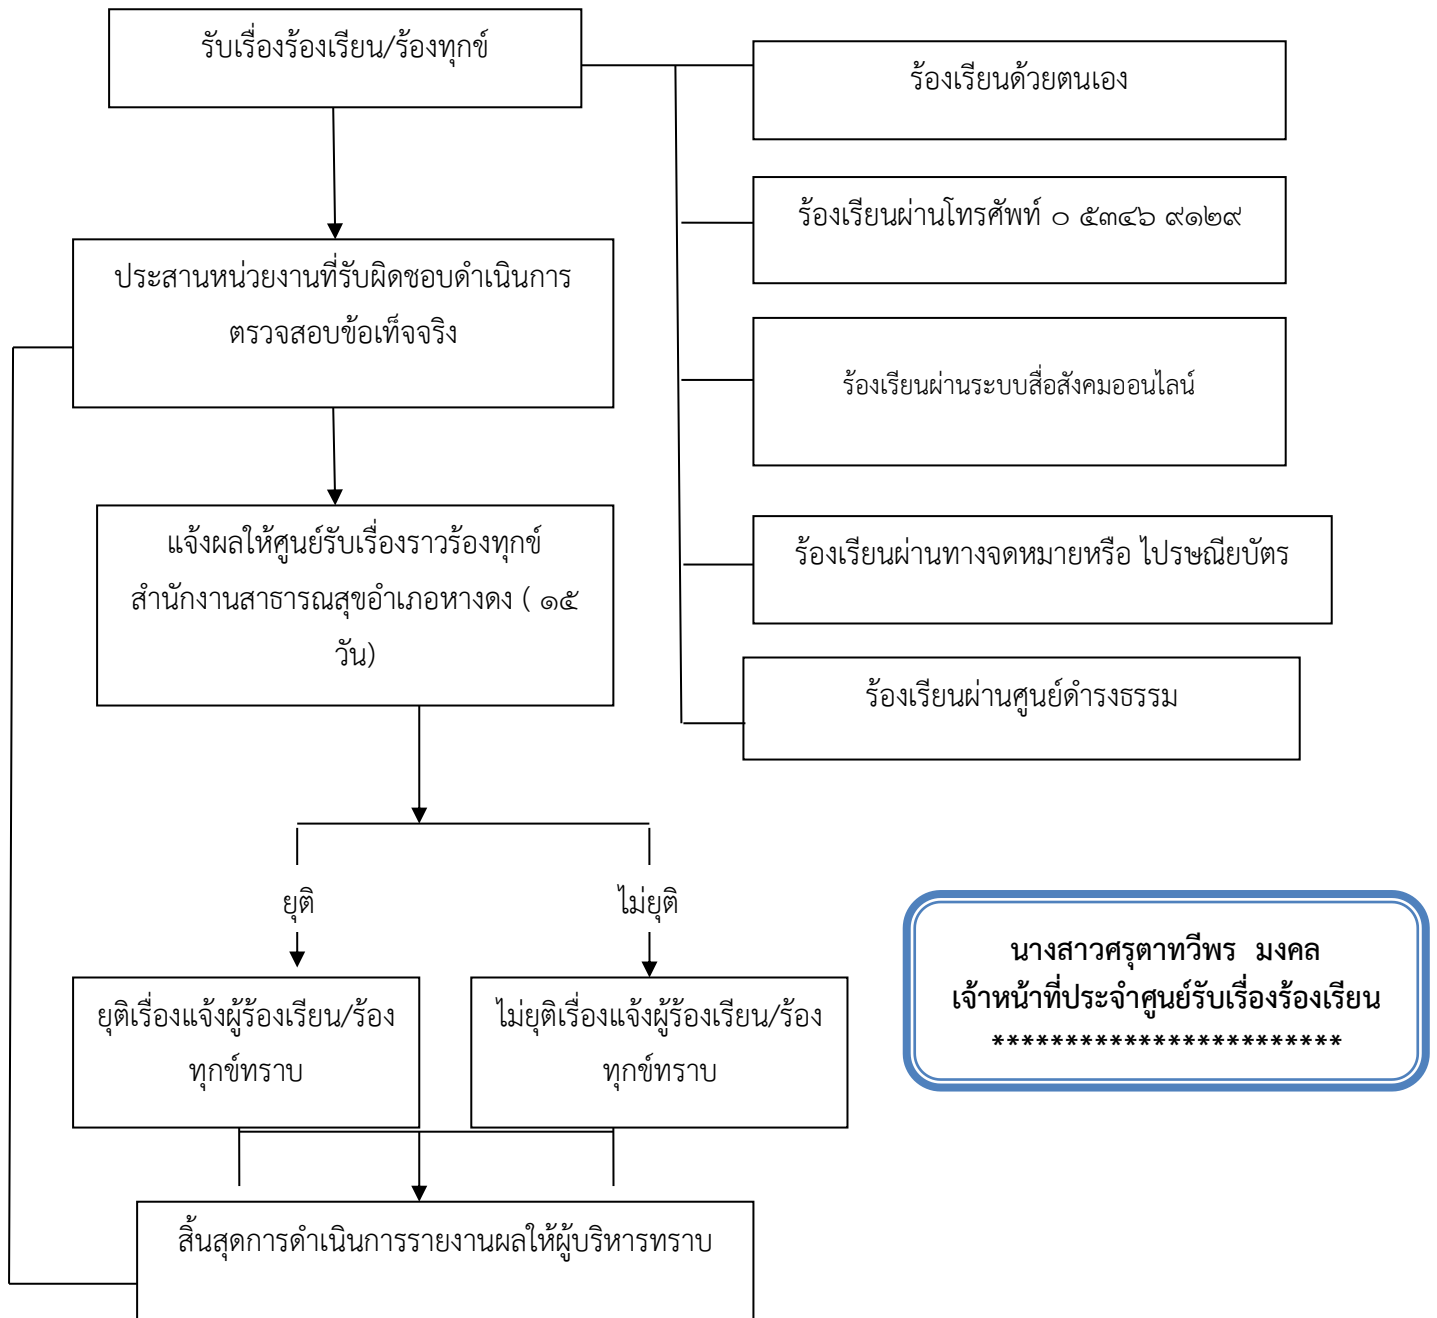 รับเรื่องร้องเรียน/ร้องทุกข์
ร้องเรียนด้วยตนเอง
ร้องเรียนผ่านโทรศัพท์ ๐ ๕๓๔๖ ๙๑๒๙
ประสานหน่วยงานที่รับผิดชอบดำเนินการ
ตรวจสอบข้อเท็จจริง
ร้องเรียนผ่านระบบสื่อสังคมออนไลน์
แจ้งผลให้ศูนย์รับเรื่องราวร้องทุกข์
สำนักงานสาธารณสุขอำเภอหางดง ( ๑๕
วัน)
ร้องเรียนผ่านทางจดหมายหรือ ไปรษณียบัตร
ร้องเรียนผ่านศูนย์ดำรงธรรม
ยุติ
ไม่ยุติ
ยุติเรื่องแจ้งผู้ร้องเรียน/ร้อง
ทุกข์ทราบ
ไม่ยุติเรื่องแจ้งผู้ร้องเรียน/ร้อง
ทุกข์ทราบ
นางสาวศรุตาทวีพร มงคล
เจ้าหน้าที่ประจำศูนย์รับเรื่องร้องเรียน
************************
สิ้นสุดการดำเนินการรายงานผลให้ผู้บริหารทราบ